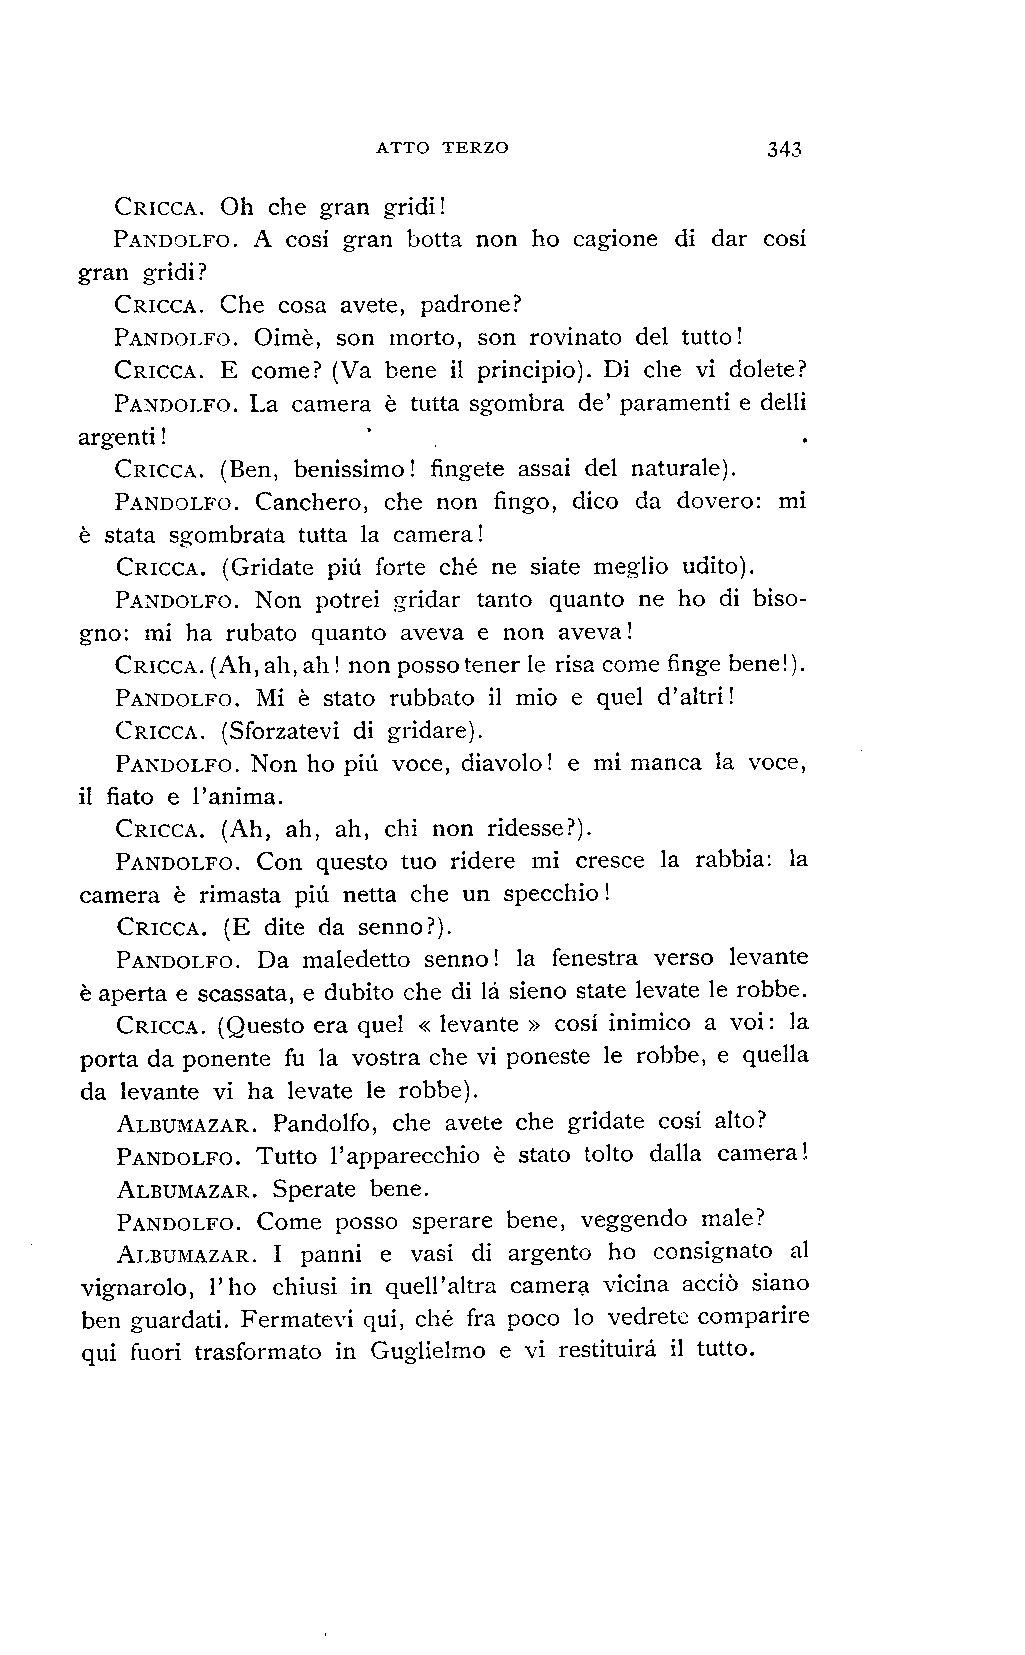 ATTO TERZO 343
CRICCA. Oh che gran gridi!
PANDOLFO. A cosí gran botta non ho cagione di dar cosí
gran gridi?
CRICCA. Che cosa avete, padrone?
PANDOLFO. Oimè, son morto, son rovinato del tutto!
CRICCA. E come? (Va bene il principio). Di che vi dolete?
PANDOLFO. La camera è tutta sgombra de' paramenti e delli
argenti!
CRICCA. (Ben, benissimo! fingete assai del naturale).
PANDOLFO. Canchero, che non fingo, dico da dovero: mi
è stata sgombrata tutta la camera!
CRICCA. (Gridate piú forte ché ne siate meglio udito).
PANDOLFO. Non potrei gridar tanto quanto ne ho di biso-
gno: mi ha rubato quanto aveva e non aveva!
CRICCA. (Ah, ah, ah! non posso tener le risa come finge bene!).
PANDOLFO. Mi è stato rubbato il mio e quel d'altri!
CRICCA. (Sforzatevi di gridare).
PANDOLFO. Non ho piú voce, diavolo! e mi manca la voce,
il fiato e l'anima.
CRICCA. (Ah, ah, ah, chi non ridesse?).
PANDOLFO. Con questo tuo ridere mi cresce la rabbia: la
camera è rimasta piú netta che un specchio!
CRICCA. (E dite da senno?).
PANDOLFO. Da maledetto senno! la fenestra verso levante
è aperta e scassata, e dubito che di lá sieno state levate le robbe.
CRICCA. (Questo era quel « levante » cosí inimico a voi: la
porta da ponente fu la vostra che vi poneste le robbe, e quella
da levante vi ha levate le robbe).
ALBUMAZAR. Pandolfo, che avete che gridate cosí alto?
PANDOLFO. Tutto l'apparecchio è stato tolto dalla camera!
ALBUMAZAR. Sperate bene.
PANDOLFO. Come posso sperare bene, veggendo male?
ALBUMAZAR. I panni e vasi di argento ho consignato al
vignarolo, l'ho chiusi in quell'altra camera vicina acciò siano
ben guardati. Fermatevi qui, ché fra poco lo vedrete comparire
qui fuori trasformato in Guglielmo e vi restituirá il tutto.